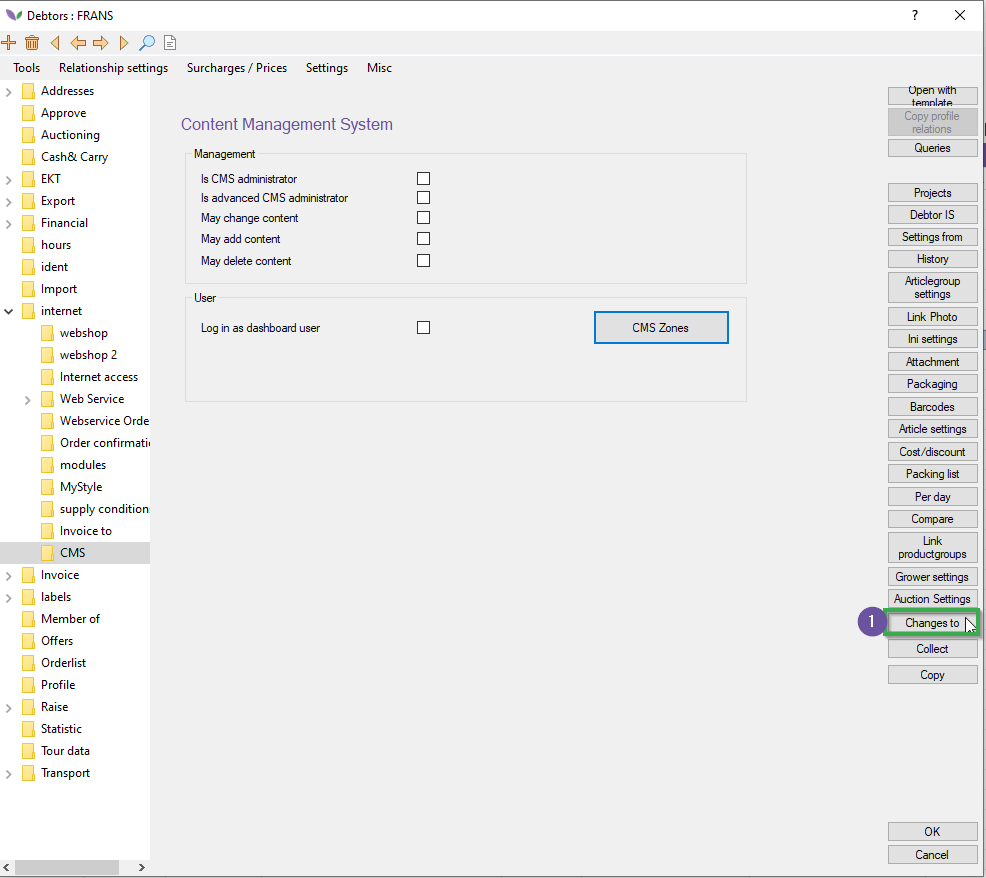 Debtors : FRANS
?
Tools Relationship settings Surcharges / Prices Settings Misc
Addresses
Approve
Auctioning
Cash& Carry
EKT
Export
Financial
hours
ident
Import
internet
webshop
webshop 2
Internet access
Web Service
Webservice Orde
Order confirmatio
modules
MyStyle
supply condition
Invoice to
CMS
Invoice
labels
Member of
Offers
Orderlist
Profile
Raise
Statistic
Tour data
Transport
Content Management System
Management
Is CMS administrator
Is advanced CMS administrator
May change content
May add content
May delete content
User
Log in as dashboard user
CMS Zones
Open with
template
Copy profile
relations
Queries
Projects
Debtor IS
Settings from
History
Articlegroup
settings
Link Photo
Ini settings
Attachment
Packaging
Barcodes
Article settings
Cost/discount
Packing list
Per day
Compare
Link
productgroups
Grower settings
Auction Settings
1 Changes to
Collect
Copy
OK
Cancel